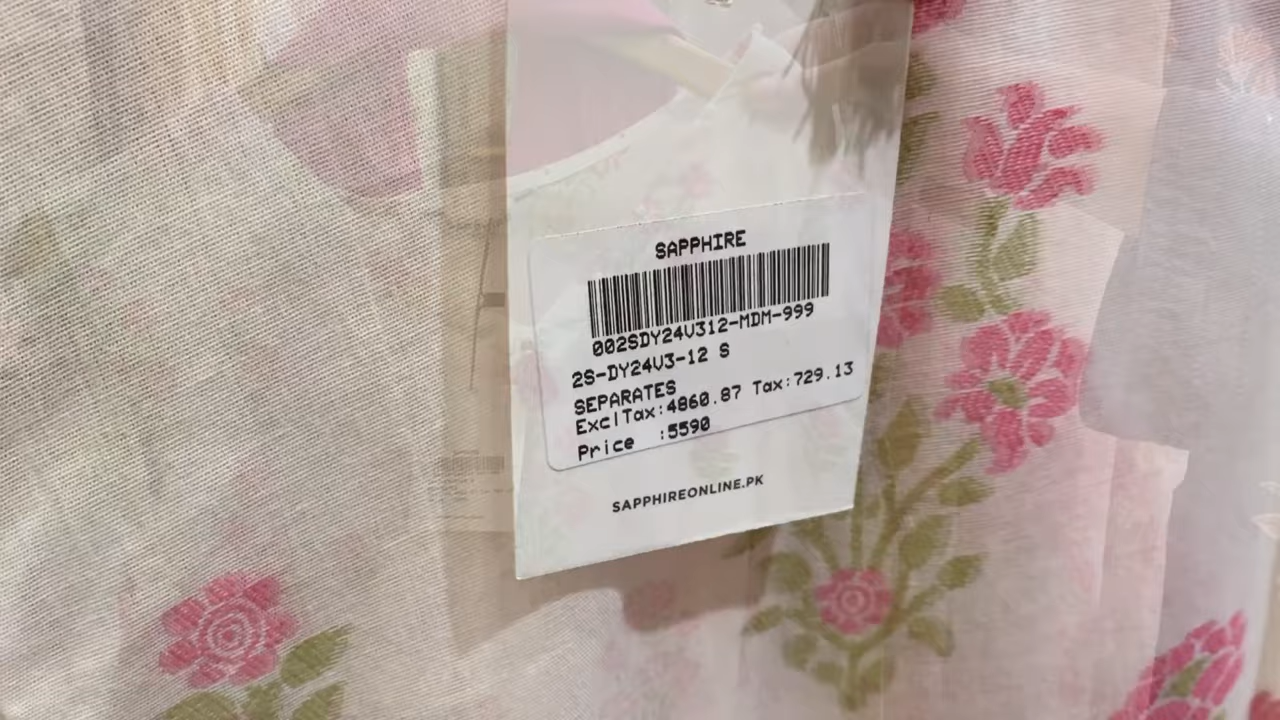 SAPPHIRE
002SDY24V312-MDM-999
2S-DY24V3-12 S
SEPARATES
ExclTax:4860.87 Tax:729.13
Price :5590
SAPPHIREONLINE.PK